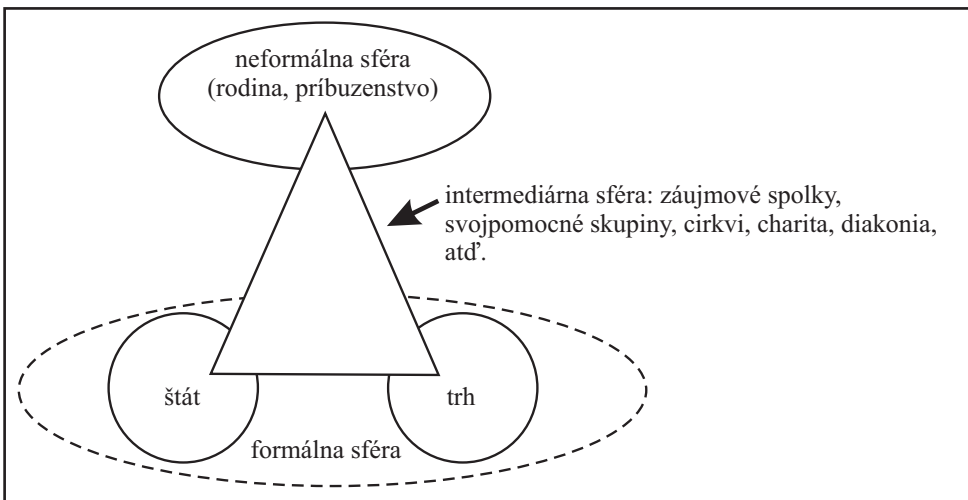 neformálna sféra
(rodina, príbuzenstvo)
intermediárna sféra: záujmové spolky,
svojpomocné skupiny, cirkvi, charita, diakonia,
atď.
štát
trh
formálna sféra